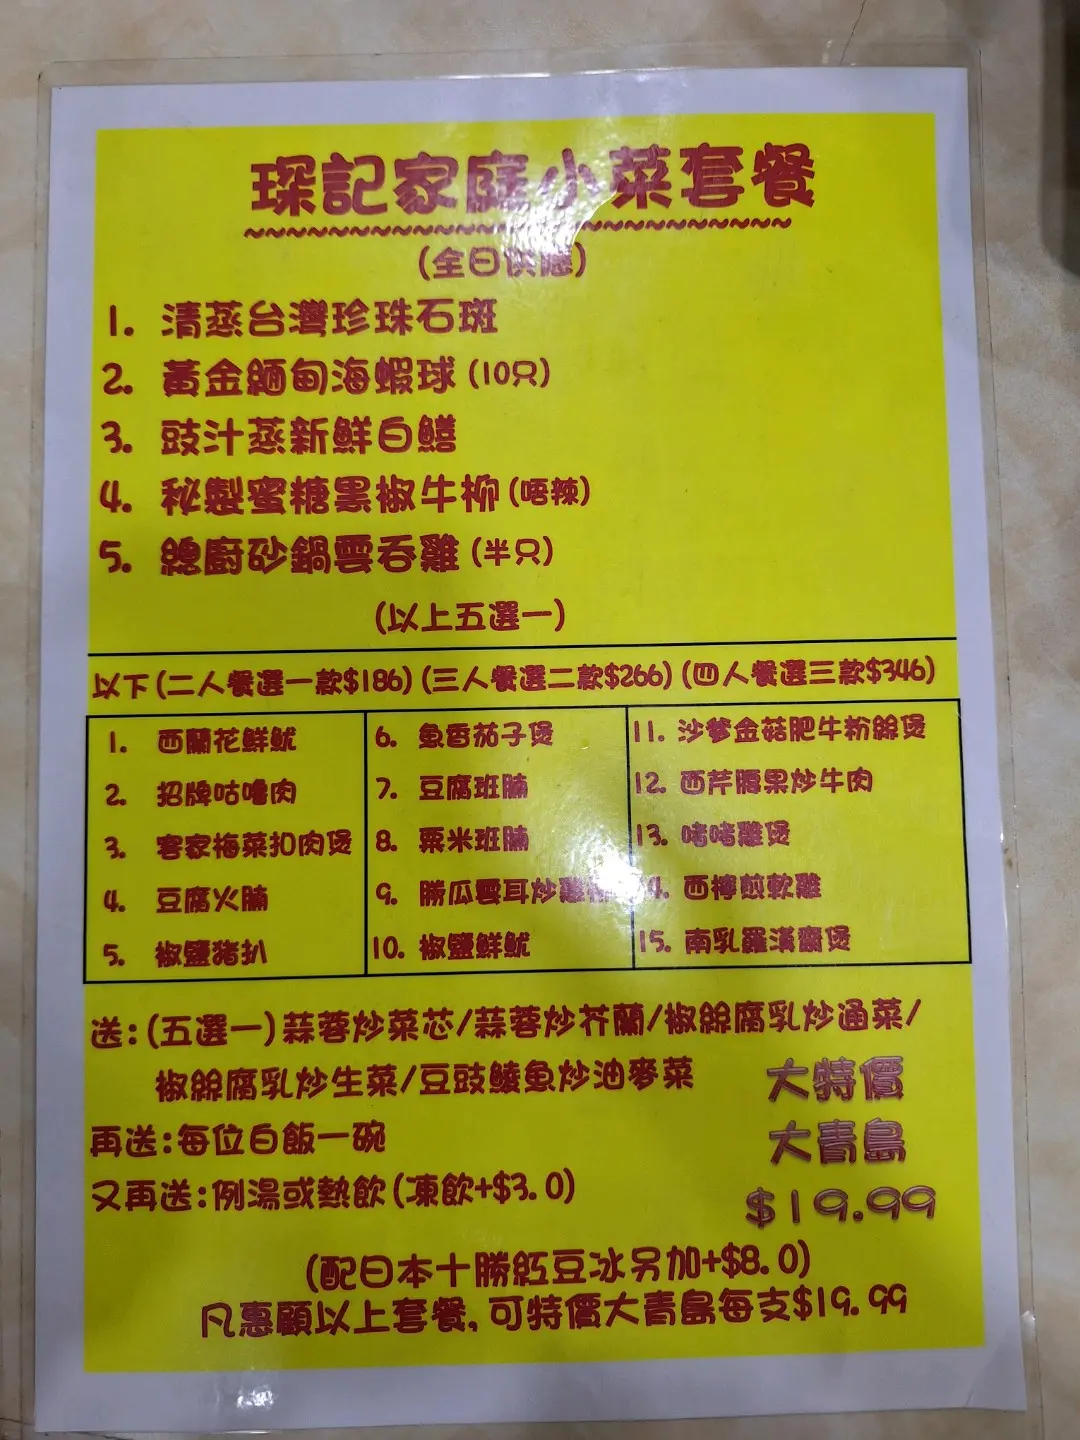 琛記家庭小菜套餐
(全日供應)
1. 清蒸台灣珍珠石斑
2. 黃金緬甸海蝦球(10只)
3. 豉汁蒸新鮮白鱔
4. 秘製蜜糖黑椒牛柳(唔辣)
5. 總廚砂鍋雲吞雞(半只)
(以上五選一)
以下(二人餐選一款$186)(三人餐選二款$266)(四人餐選三款$346)
1. 西蘭花鮮魷
2. 招牌咕嚕肉
3. 客家梅菜扣肉煲
4. 豆腐火腩
5. 椒鹽豬扒
6. 魚香茄子煲
7. 豆腐班腩
8. 粟米班腩
9. 勝瓜雲耳炒雞
10. 椒鹽鮮魷
11. 沙爹金菇肥牛粉絲煲
12. 西芹腰果炒牛肉
13. 啫啫雞煲
14. 西檸煎軟雞
15. 南乳羅漢齋煲
送:(五選一)蒜蓉炒菜芯/蒜蓉炒芥蘭/椒絲腐乳炒通菜/
椒絲腐乳炒生菜/豆豉鯪魚炒油麥菜
再送:每位白飯一碗
又再送:例湯或熱飲(凍飲+$3.0)
大特價
大青島
$19.99
(配日本十勝紅豆冰另加+$8.0)
凡惠顧以上套餐,可特價大青島每支$19.99